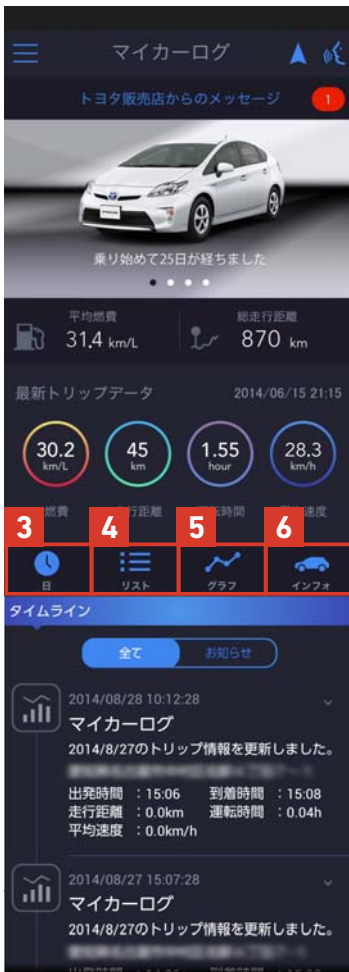 マイカーログ
トヨタ販売店からのメッセージ 1
乗り始めて25日が経ちました
平均燃費 総走行距離
31.4 km/L 870 km
最新トリップデータ 2014/06/15 21:15
30.2 45 1.55 28.3
km/L km hour km/h
燃費 行距離 時間 速度
3 4 5 6
日 リスト グラフ インフォ
タイムライン
全て お知らせ
2014/08/28 10:12:28
マイカーログ
2014/8/27のトリップ情報を更新しました。
出発時間 : 15:06 到着時間 : 15:08
走行距離 : 0.0km 運転時間 : 0.04h
平均速度 : 0.0km/h
2014/08/27 15:07:28
マイカーログ
2014/8/27のトリップ情報を更新しました。